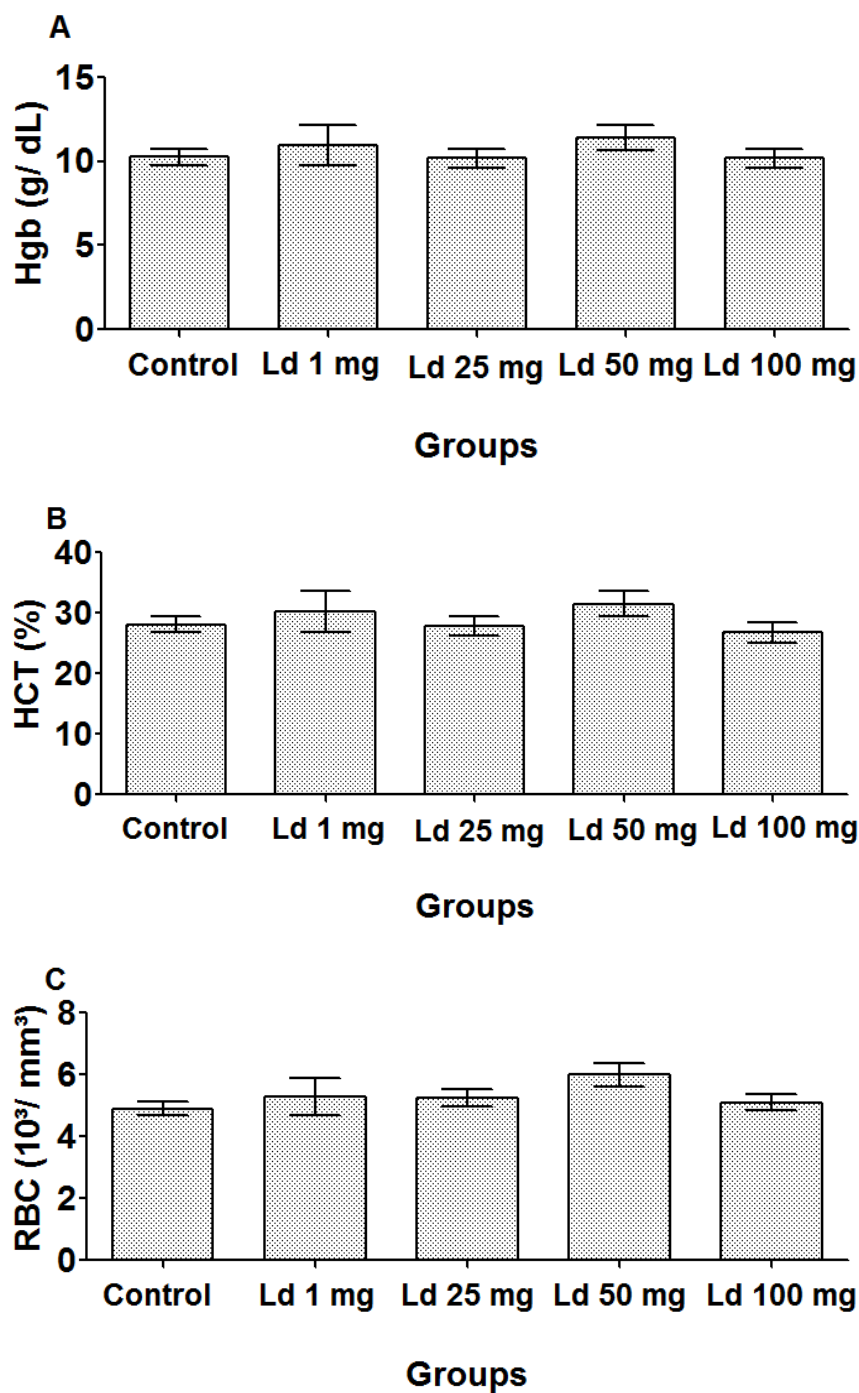 A
Hgb (g/ dL)
15
10
5
0
Control Ld 1 mg Ld 25 mg Ld 50 mg Ld 100 mg
Groups
B
HCT (%)
40
30
20
10
0
Control Ld 1 mg Ld 25 mg Ld 50 mg Ld 100 mg
Groups
C
RBC (10³/ mm³)
8
6
4
2
0
Control Ld 1 mg Ld 25 mg Ld 50 mg Ld 100 mg
Groups